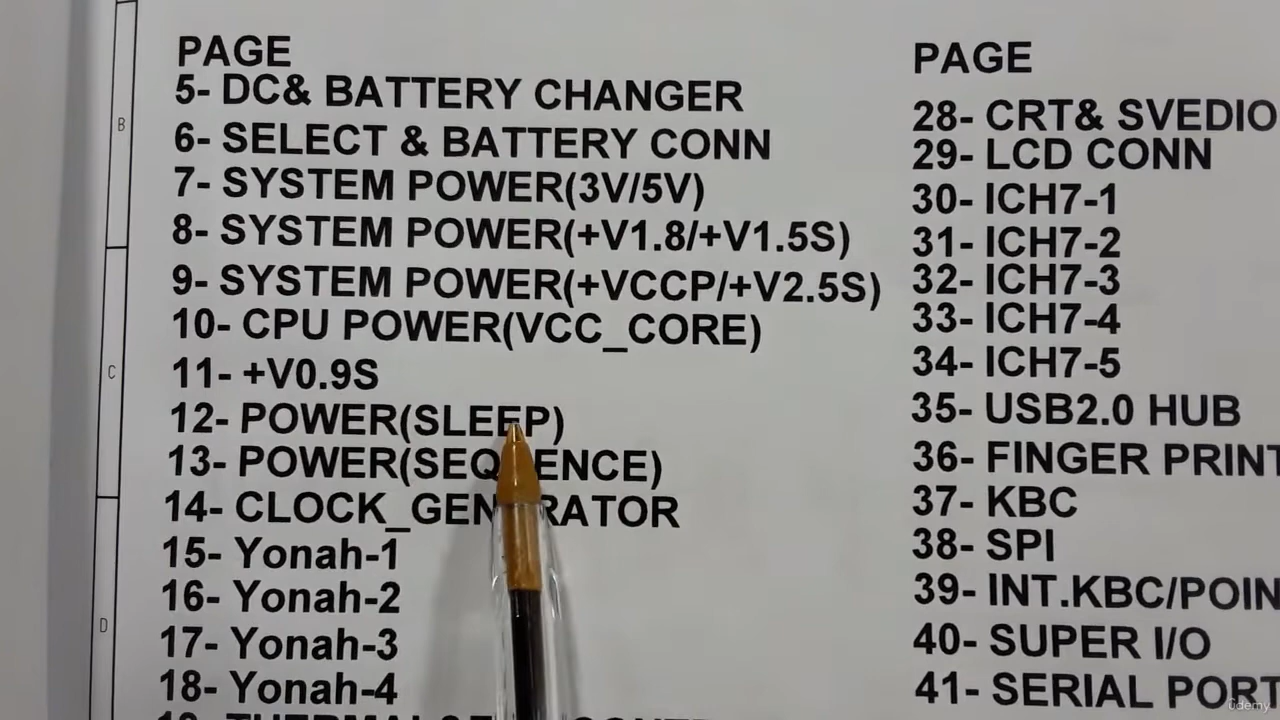 PAGE
5- DC& BATTERY CHANGER
6- SELECT & BATTERY CONN
7- SYSTEM POWER(3V/5V)
8- SYSTEM POWER(+V1.8/+V1.5S)
9- SYSTEM POWER(+VCCP/+V2.5S)
10- CPU POWER(VCC_CORE)
11- +V0.9S
12- POWER(SLEEP)
13- POWER(SEQUENCE)
14- CLOCK_GENERATOR
15- Yonah-1
16- Yonah-2
17- Yonah-3
18- Yonah-4
PAGE
28- CRT& SVEDIO
29- LCD CONN
30- ICH7-1
31- ICH7-2
32- ICH7-3
33- ICH7-4
34- ICH7-5
35- USB2.0 HUB
36- FINGER PRINT
37- KBC
38- SPI
39- INT.KBC/POIN
40- SUPER I/O
41- SERIAL PORT
B
C
D
ûdemy